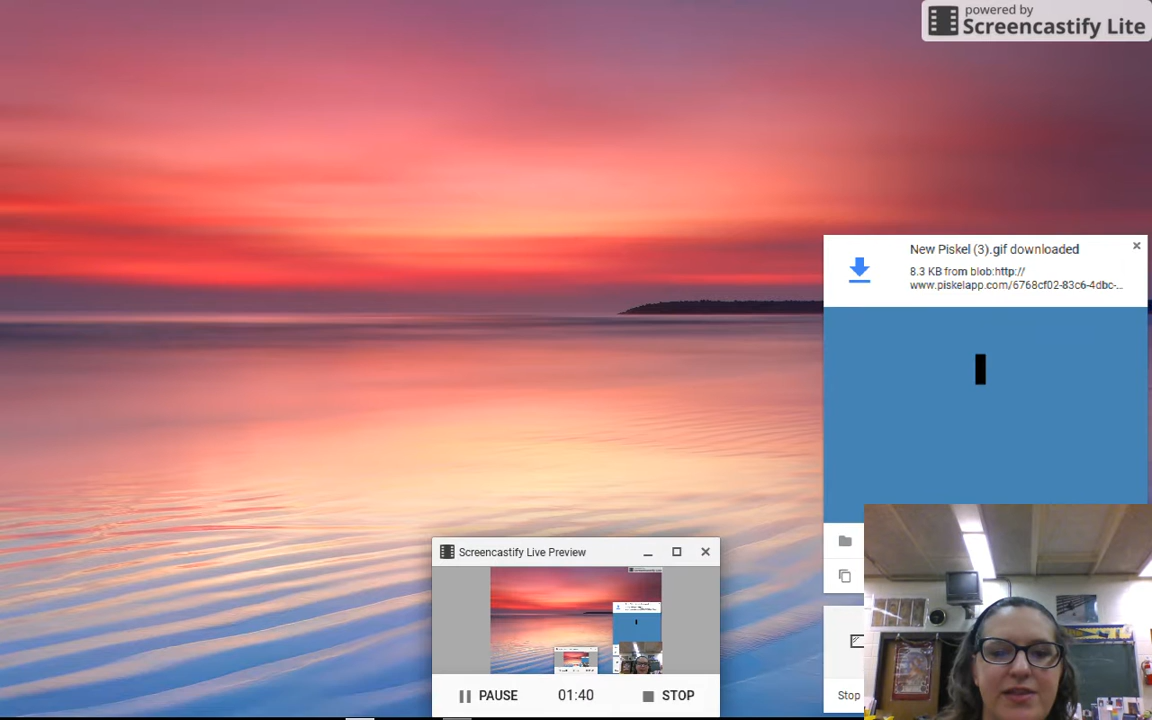 powered by
Screencastify Lite
New Piskel (3).gif downloaded
8.3 KB from blob:http://
www.piskelapp.com/6768cf02-83c6-4dbc-...
Screencastify Live Preview
PAUSE
01:40
STOP
Stop